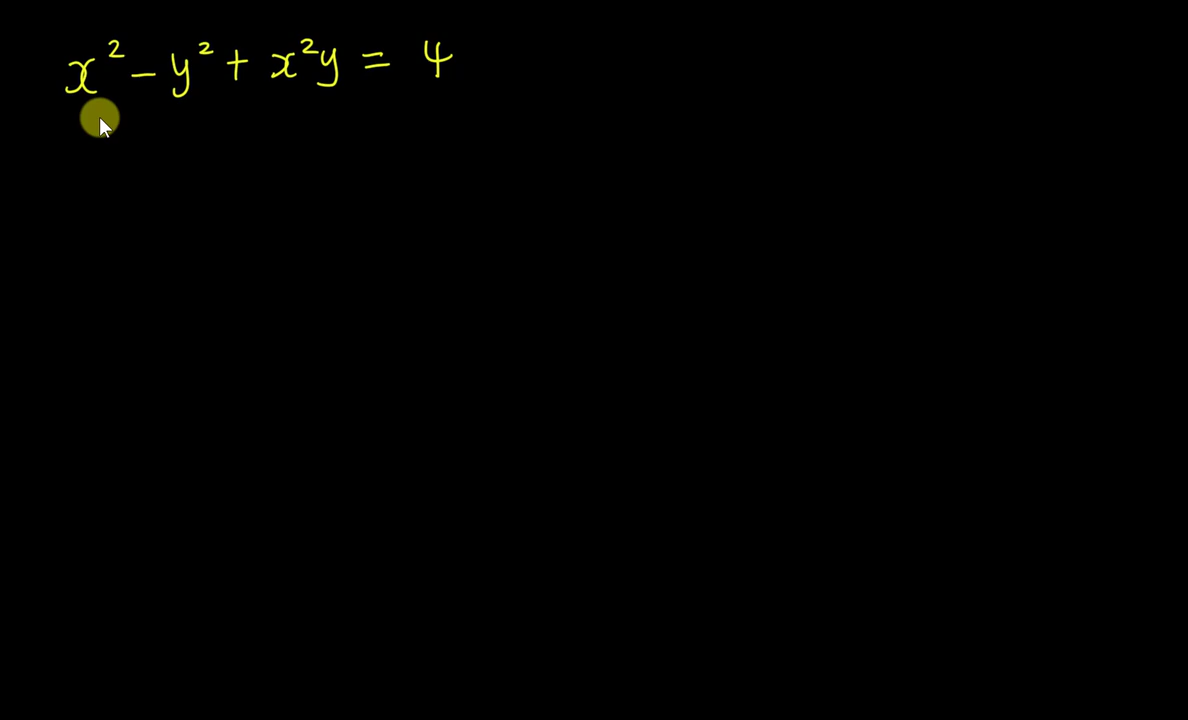 x² - y² + x²y = 4